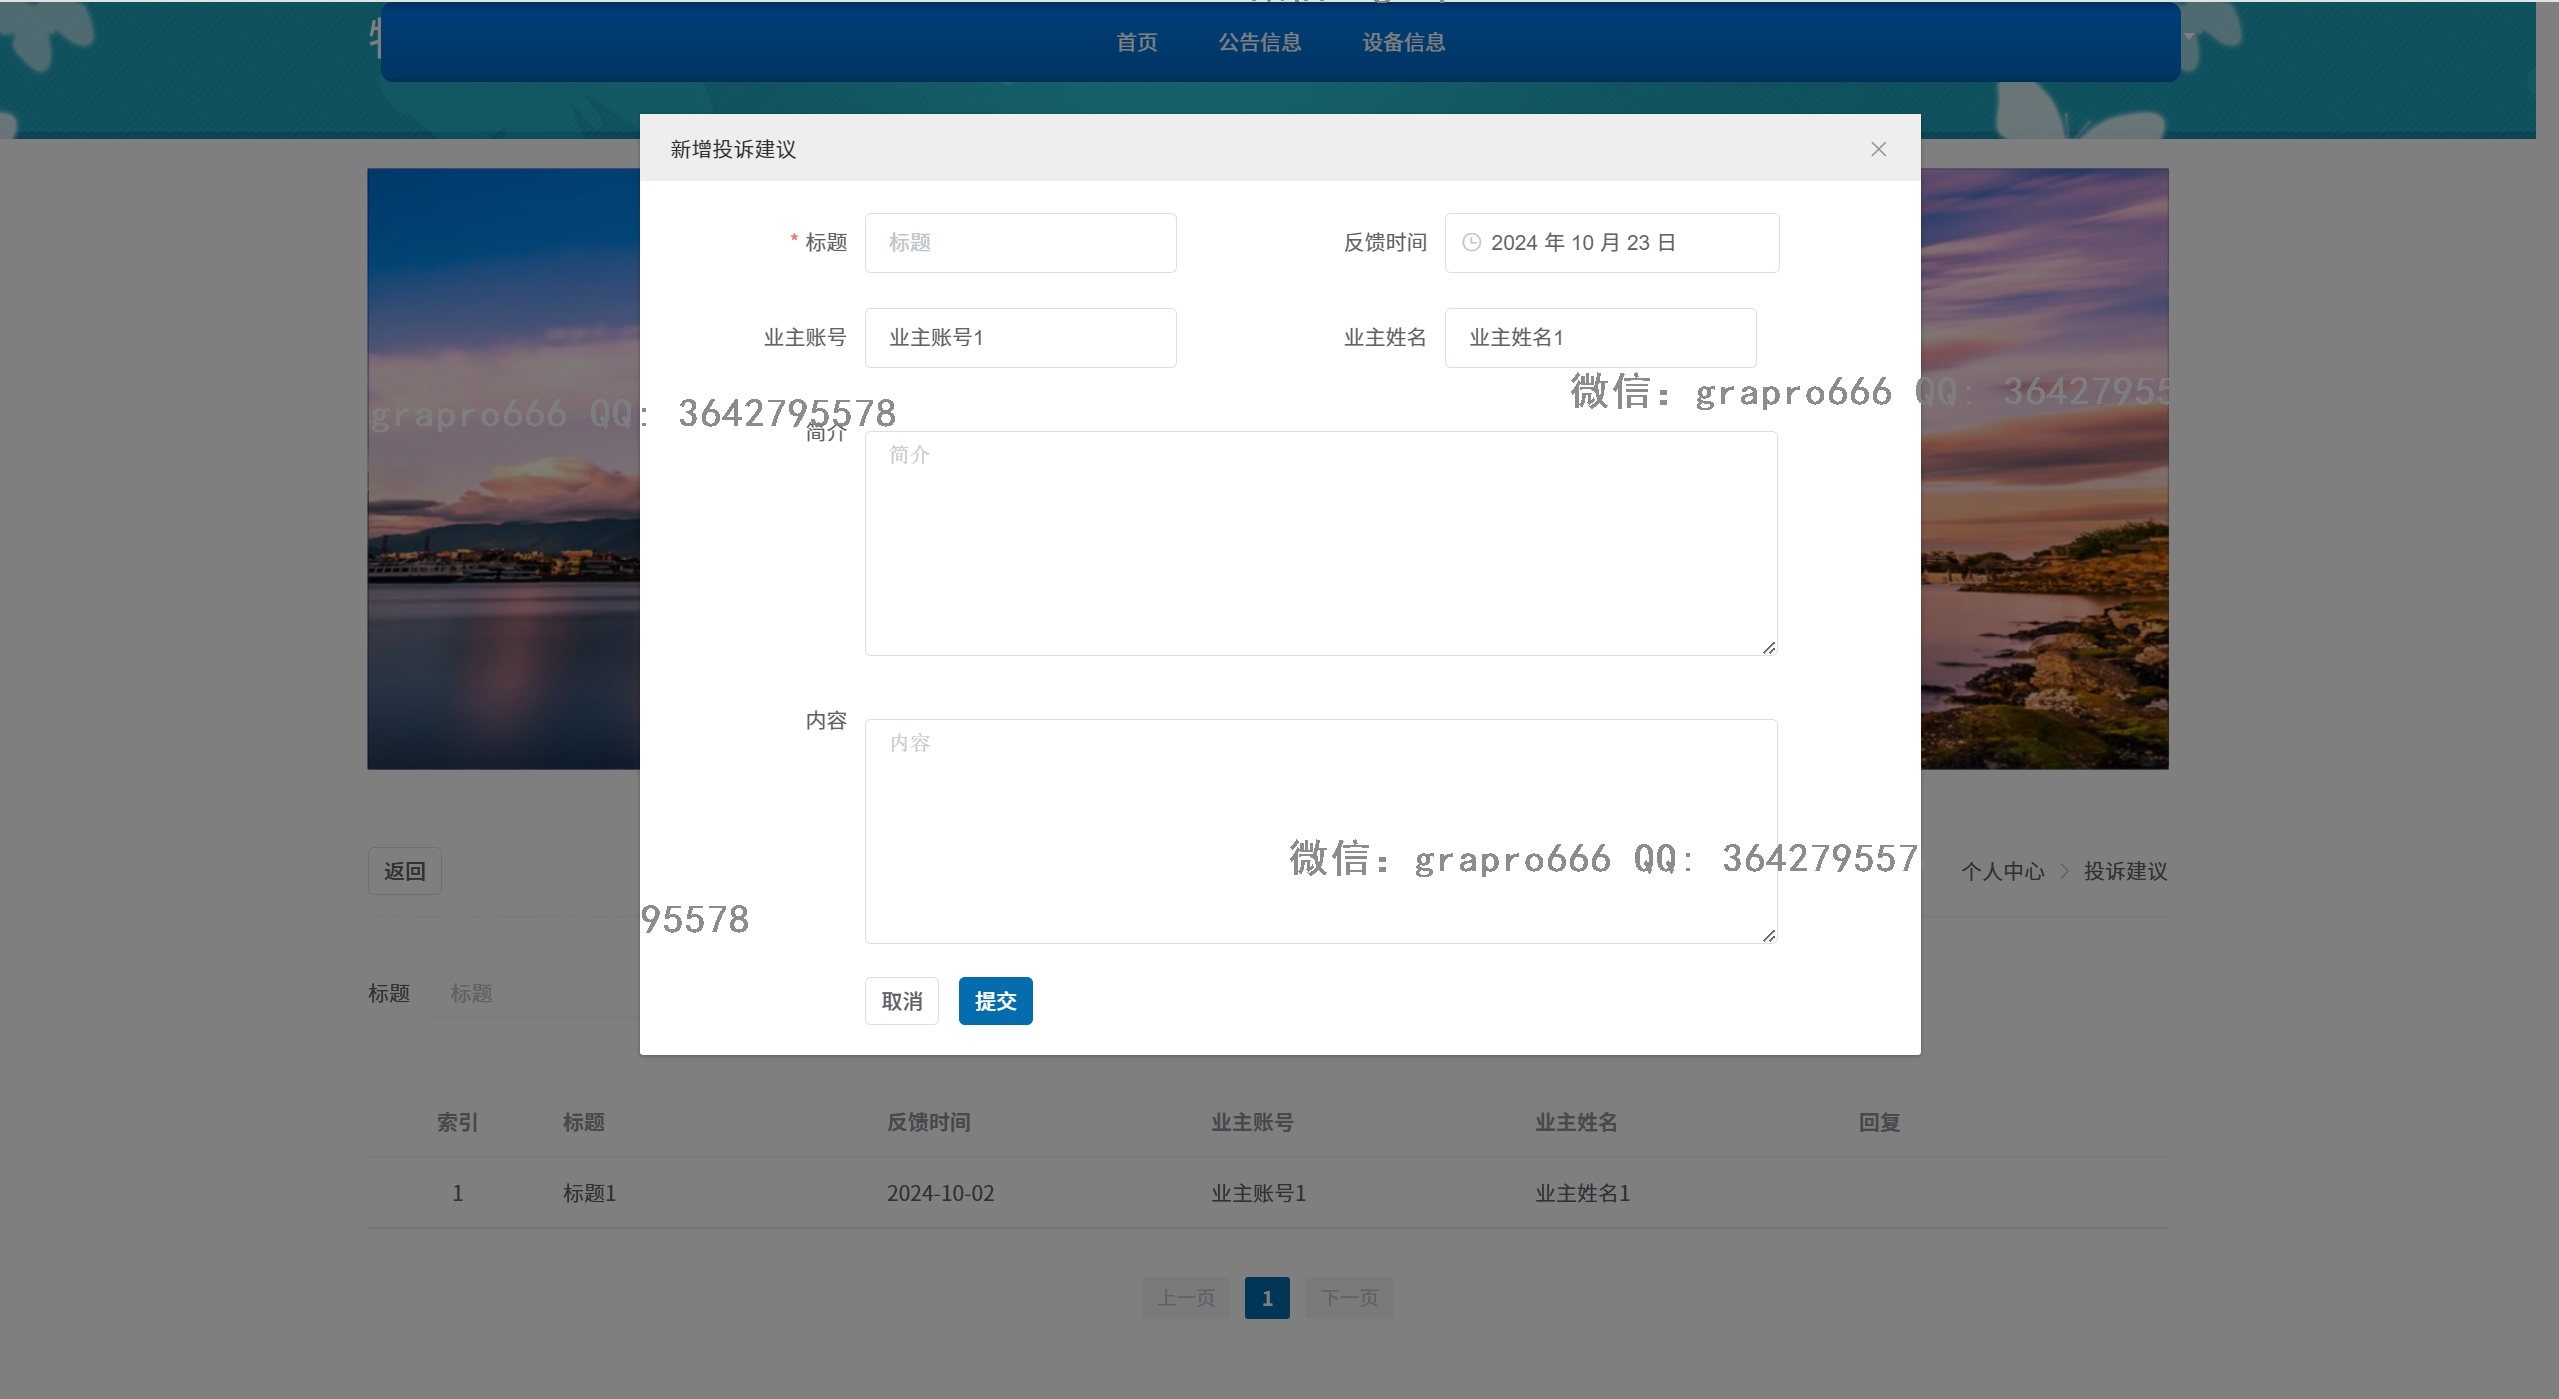 首页 公告信息 设备信息
新增投诉建议
* 标题 标题 反馈时间 2024 年 10 月 23 日
业主账号 业主账号1 业主姓名 业主姓名1
微信：grapro666 QQ: 36427955
grapro666 QQ: 3642795578
简介 简介
内容 内容
微信：grapro666 QQ: 364279557
返回 个人中心 投诉建议
95578
标题 标题
取消 提交
索引 标题 反馈时间 业主账号 业主姓名 回复
1 标题1 2024-10-02 业主账号1 业主姓名1
上一页 1 下一页